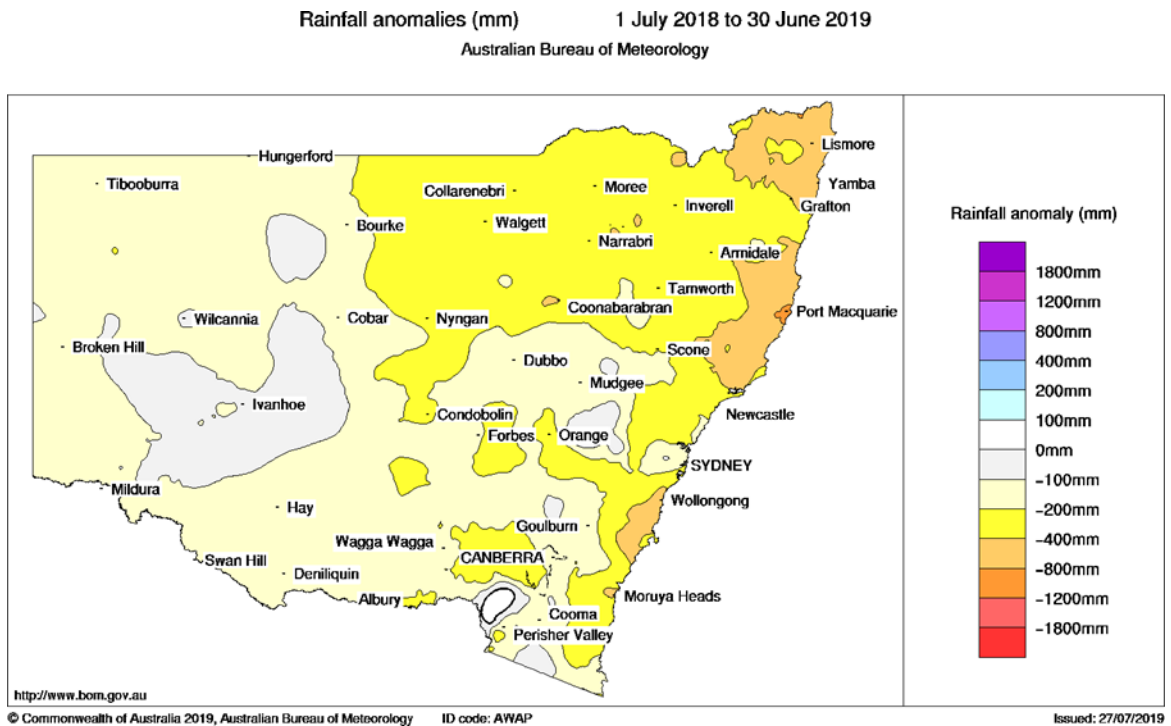 Rainfall anomalies (mm) 1 July 2018 to 30 June 2019
Australian Bureau of Meteorology
Lismore
Hungerford
Tibooburra
Collarenebri
Moree
Yamba
Inverell
Grafton
Rainfall anomaly (mm)
Bourke
Walgett
Narrabri
Armidale
1800mm
Tamworth
1200mm
Coonabarabran
Port Macquarie
Wilcannia
Cobar
Nyngan
800mm
Broken Hill
Scone
Dubbo
400mm
Mudgee
200mm
Ivanhoe
Condobolin
Newcastle
100mm
Forbes
Orange
0mm
SYDNEY
-100mm
Mildura
Wollongong
Hay
-200mm
Goulburn
Wagga Wagga
-400mm
CANBERRA
Swan Hill
Deniliquin
-800mm
Albury
Moruya Heads
-1200mm
Cooma
Perisher Valley
-1800mm
http://www.bom.gov.au
© Commonwealth of Australia 2019, Australian Bureau of Meteorology ID code: AWAP Issued: 27/07/2019